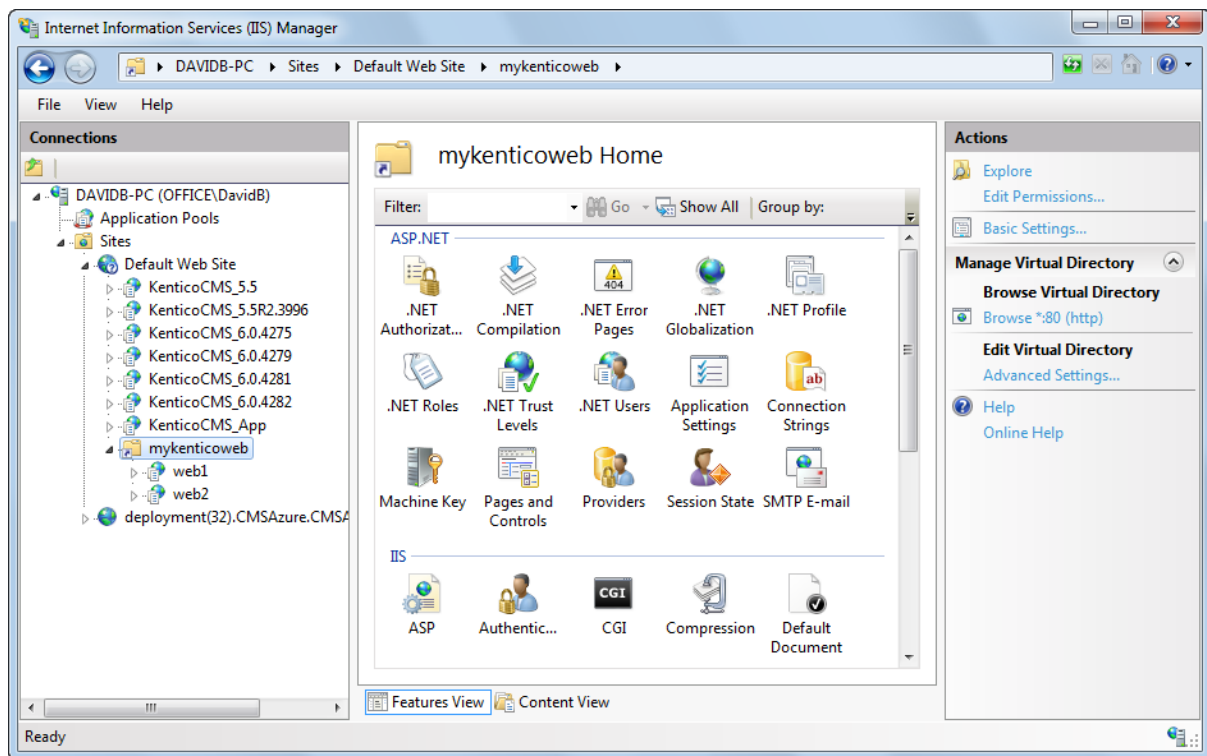 Internet Information Services (IIS) Manager
DAVIDB-PC Sites Default Web Site mykenticoweb
File View Help
Connections
DAVIDB-PC (OFFICE\DavidB)
Application Pools
Sites
Default Web Site
KenticoCMS_5.5
KenticoCMS_5.5R2.3996
KenticoCMS_6.0.4275
KenticoCMS_6.0.4279
KenticoCMS_6.0.4281
KenticoCMS_6.0.4282
KenticoCMS_App
mykenticoweb
web1
web2
deployment(32).CMSAzure.CMSA
mykenticoweb Home
Filter: Go Show All Group by:
ASP.NET
.NET Authorizat...
.NET Compilation
404
.NET Error Pages
.NET Globalization
.NET Profile
.NET Roles
.NET Trust Levels
.NET Users
Application Settings
ab
Connection Strings
Machine Key
Pages and Controls
Providers
Session State
SMTP E-mail
IIS
ASP
Authentic...
CGI
CGI
Compression
Default Document
Features View Content View
Actions
Explore
Edit Permissions...
Basic Settings...
Manage Virtual Directory
Browse Virtual Directory
Browse *:80 (http)
Edit Virtual Directory
Advanced Settings...
Help
Online Help
Ready